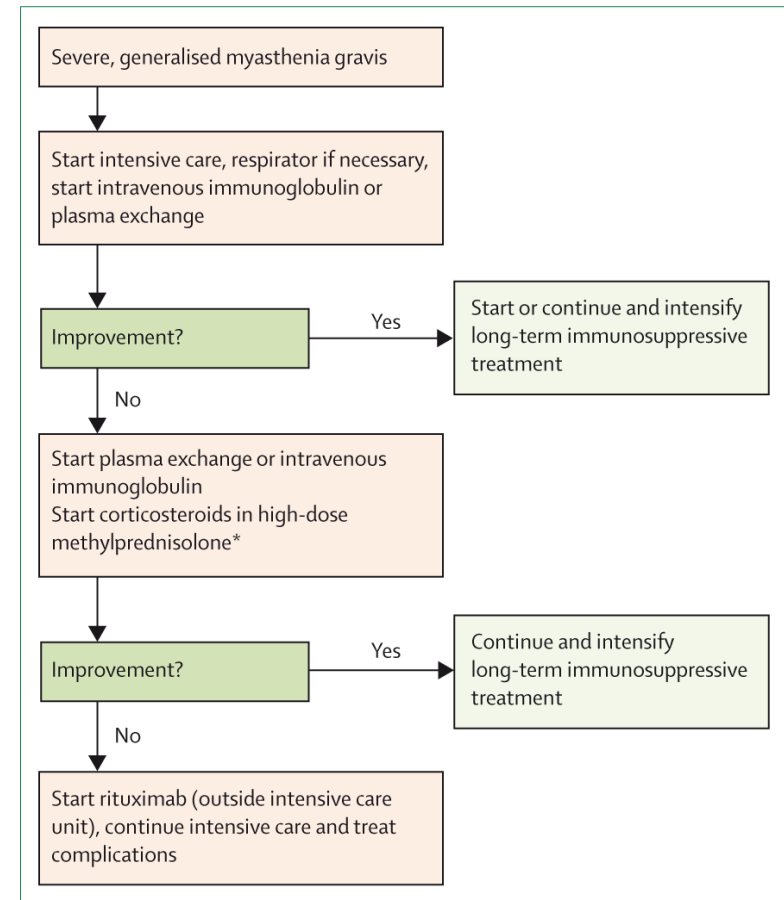 Severe, generalised myasthenia gravis
Start intensive care, respirator if necessary,
start intravenous immunoglobulin or
plasma exchange
Improvement?
Yes
Start or continue and intensify
long-term immunosuppressive
treatment
No
Start plasma exchange or intravenous
immunoglobulin
Start corticosteroids in high-dose
methylprednisolone*
Improvement?
Yes
Continue and intensify
long-term immunosuppressive
treatment
No
Start rituximab (outside intensive care
unit), continue intensive care and treat
complications